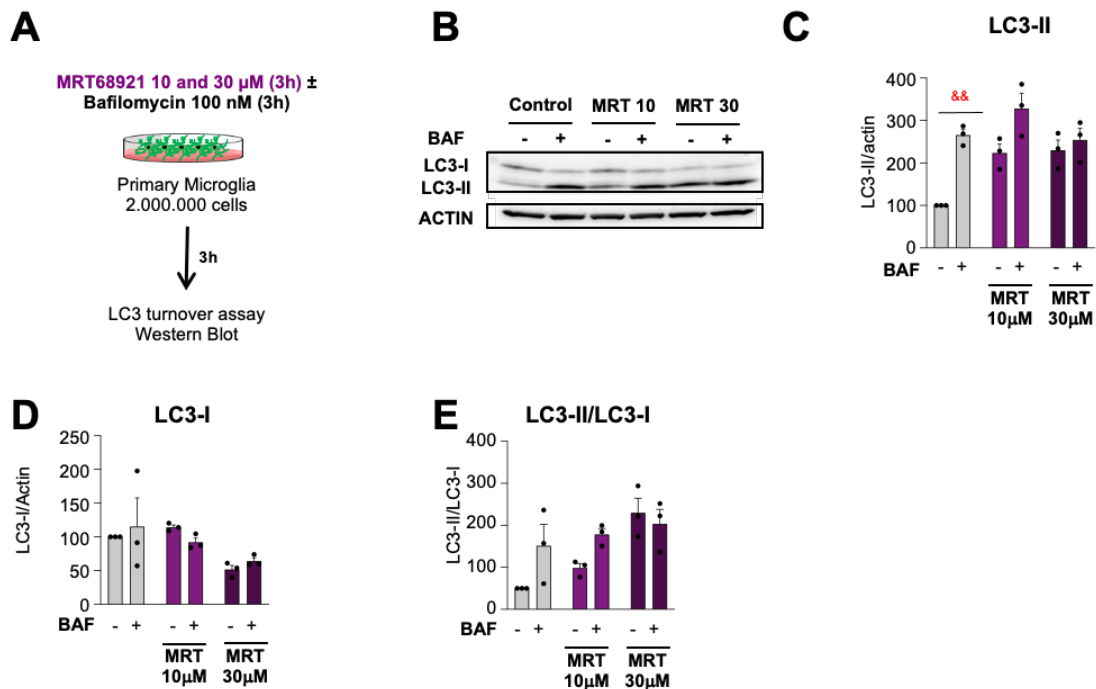 A
MRT68921 10 and 30 µM (3h) ±
Bafilomycin 100 nM (3h)
Primary Microglia
2.000.000 cells
3h
LC3 turnover assay
Western Blot
B
Control MRT 10 MRT 30
BAF - + - + - +
LC3-I
LC3-II
ACTIN
C
LC3-II
LC3-II/actin
400
300
200
100
0
&&
BAF - + - + - +
MRT MRT
10µM 30µM
D
LC3-I
LC3-I/Actin
250
200
150
100
50
0
BAF - + - + - +
MRT MRT
10µM 30µM
E
LC3-II/LC3-I
LC3-II/LC3-I
400
300
200
100
0
BAF - + - + - +
MRT MRT
10µM 30µM